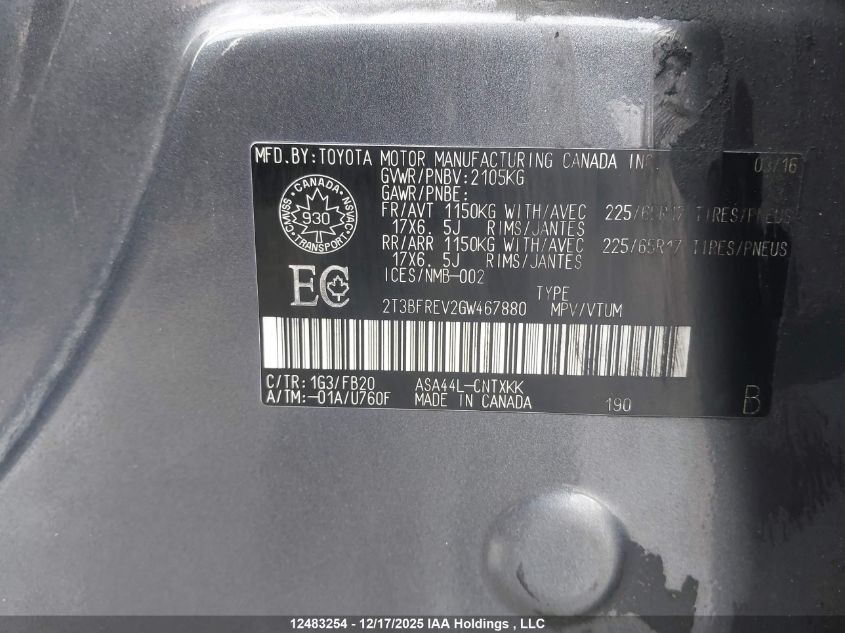 MFD.BY:TOYOTA MOTOR MANUFACTURING CANADA INC. 03/16
GVWR/PNBV:2105KG
GAWR/PNBE:
FR/AVT 1150KG WITH/AVEC 225/65R17 TIRES/PNEUS
17X6.5J RIMS/JANTES
RR/ARR 1150KG WITH/AVEC 225/65R17 TIRES/PNEUS
17X6.5J RIMS/JANTES
ICES/NMB-002
CANADA
CMVSS 930 NSVAC
TRANSPORT
EC
TYPE
2T3BFREV2GW467880 MPV/VTUM
C/TR: 1G3/FB20 ASA44L-CNTXKK
A/TM:-01A/U760F MADE IN CANADA 190 B
12483254 - 12/17/2025 IAA Holdings , LLC